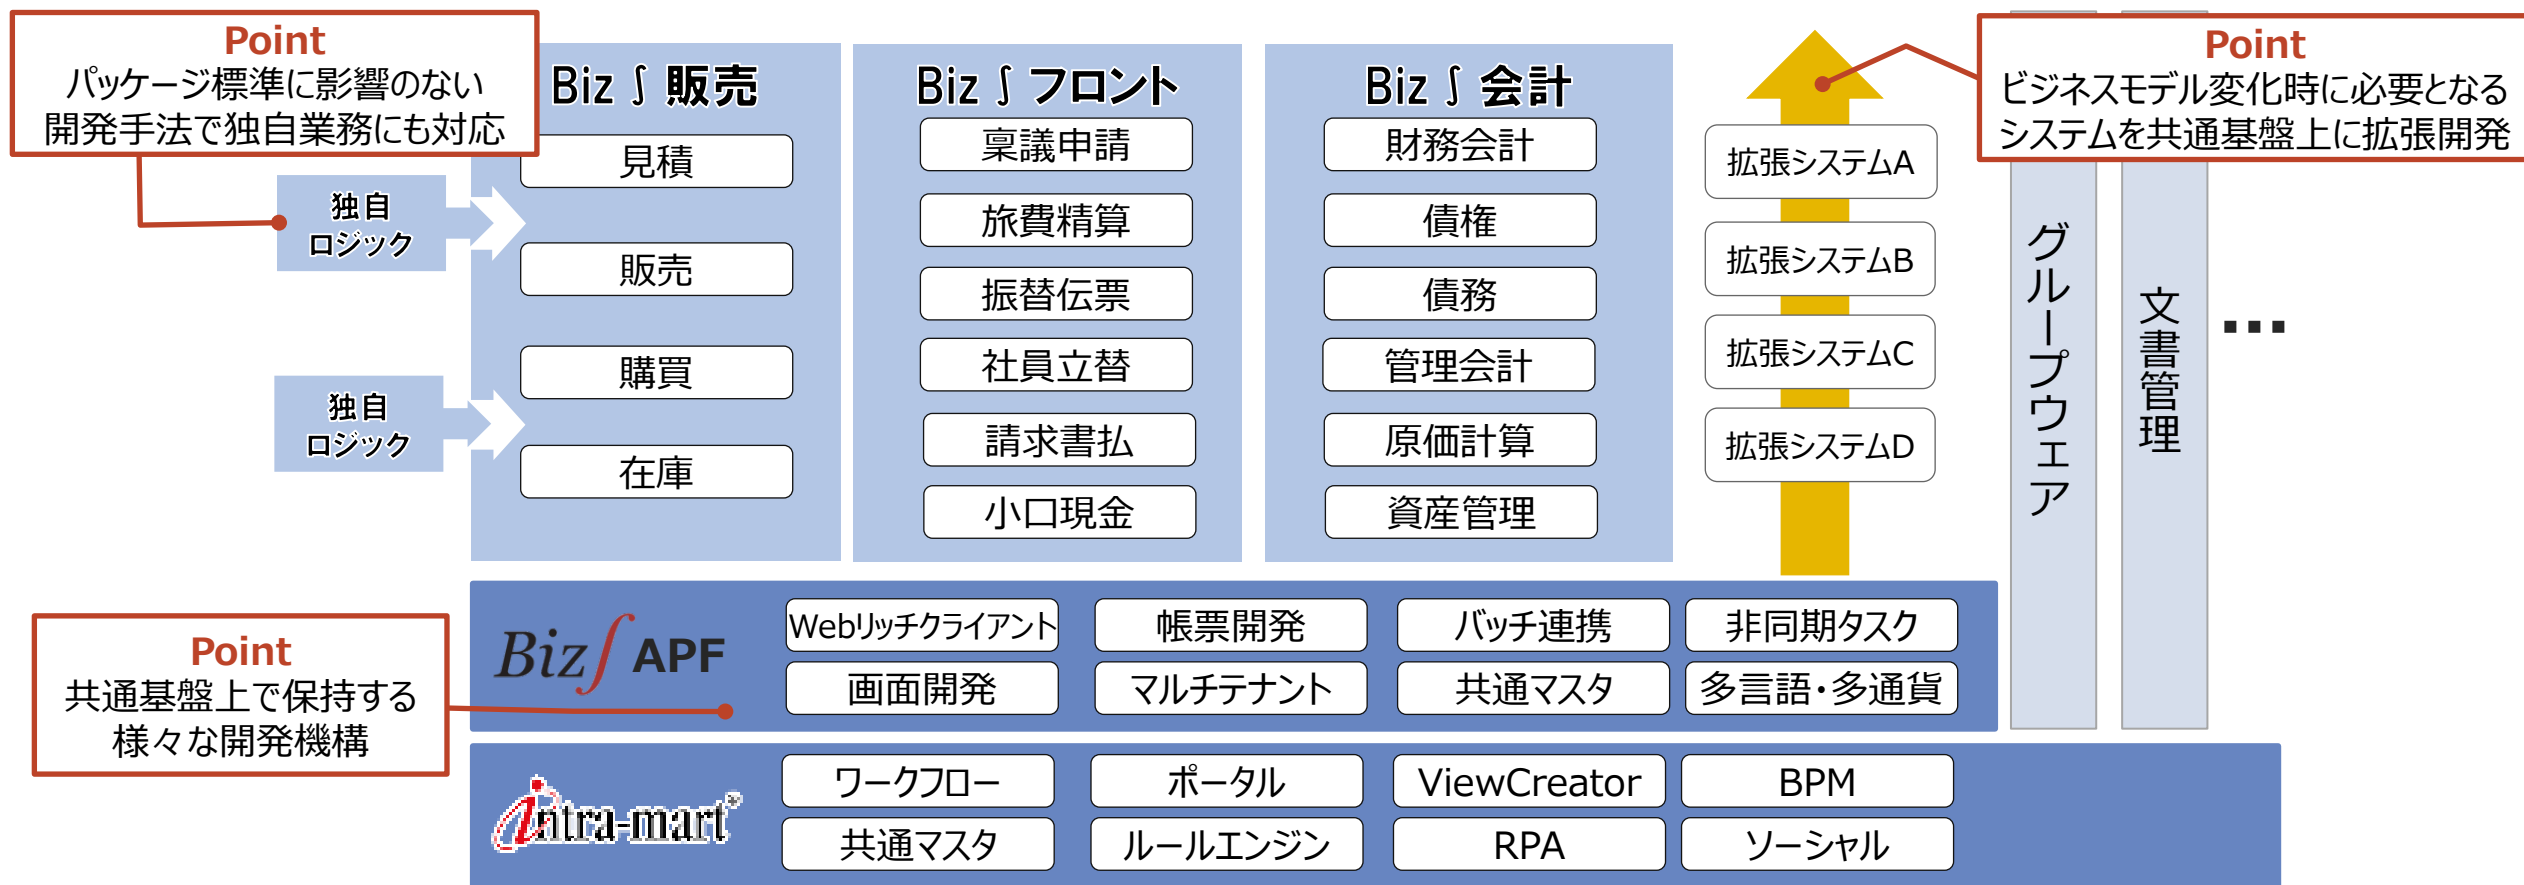 Point
パッケージ標準に影響のない
開発手法で独自業務にも対応
Point
ビジネスモデル変化時に必要となる
システムを共通基盤上に拡張開発
独自
ロジック
独自
ロジック
Biz∫販売
見積
販売
購買
在庫
Biz∫フロント
稟議申請
旅費精算
振替伝票
社員立替
請求書払
小口現金
Biz∫会計
財務会計
債権
債務
管理会計
原価計算
資産管理
拡張システムA
拡張システムB
拡張システムC
拡張システムD
グループウェア
文書管理
...
Point
共通基盤上で保持する
様々な開発機構
Biz∫APF
Webリッチクライアント
帳票開発
バッチ連携
非同期タスク
画面開発
マルチテナント
共通マスタ
多言語・多通貨
intra-mart®
ワークフロー
ポータル
ViewCreator
BPM
共通マスタ
ルールエンジン
RPA
ソーシャル